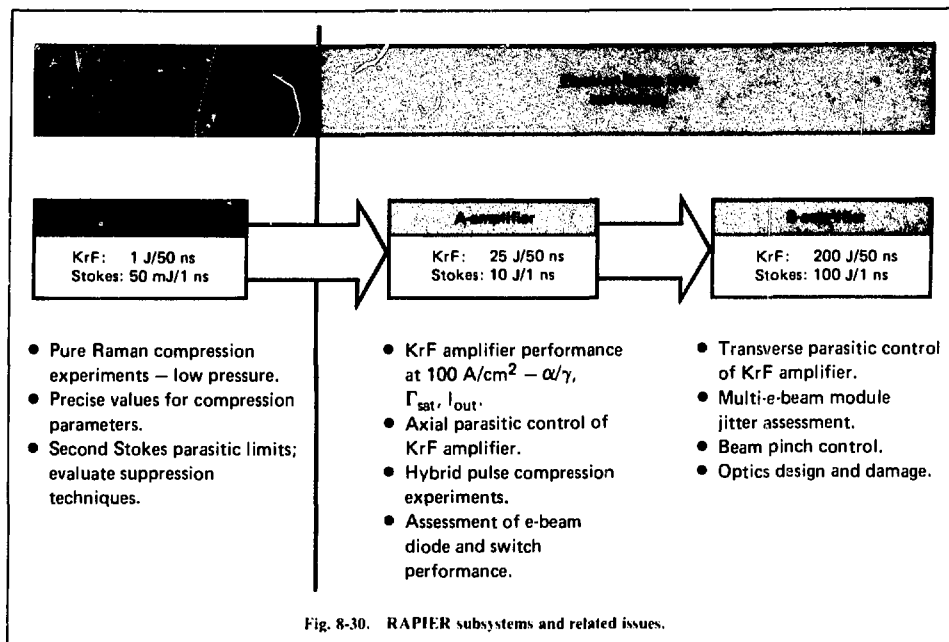 A-amplifier
B-amplifier
KrF: 1 J/50 ns
Stokes: 50 mJ/1 ns
KrF: 25 J/50 ns
Stokes: 10 J/1 ns
KrF: 200 J/50 ns
Stokes: 100 J/1 ns
● Pure Raman compression
experiments — low pressure.
● Precise values for compression
parameters.
● Second Stokes parasitic limits;
evaluate suppression
techniques.
● KrF amplifier performance
at 100 A/cm² – α/γ,
Γsat, Iout.
● Axial parasitic control of
KrF amplifier.
● Hybrid pulse compression
experiments.
● Assessment of e-beam
diode and switch
performance.
● Transverse parasitic control
of KrF amplifier.
● Multi-e-beam module
jitter assessment.
● Beam pinch control.
● Optics design and damage.
Fig. 8-30. RAPIER subsystems and related issues.